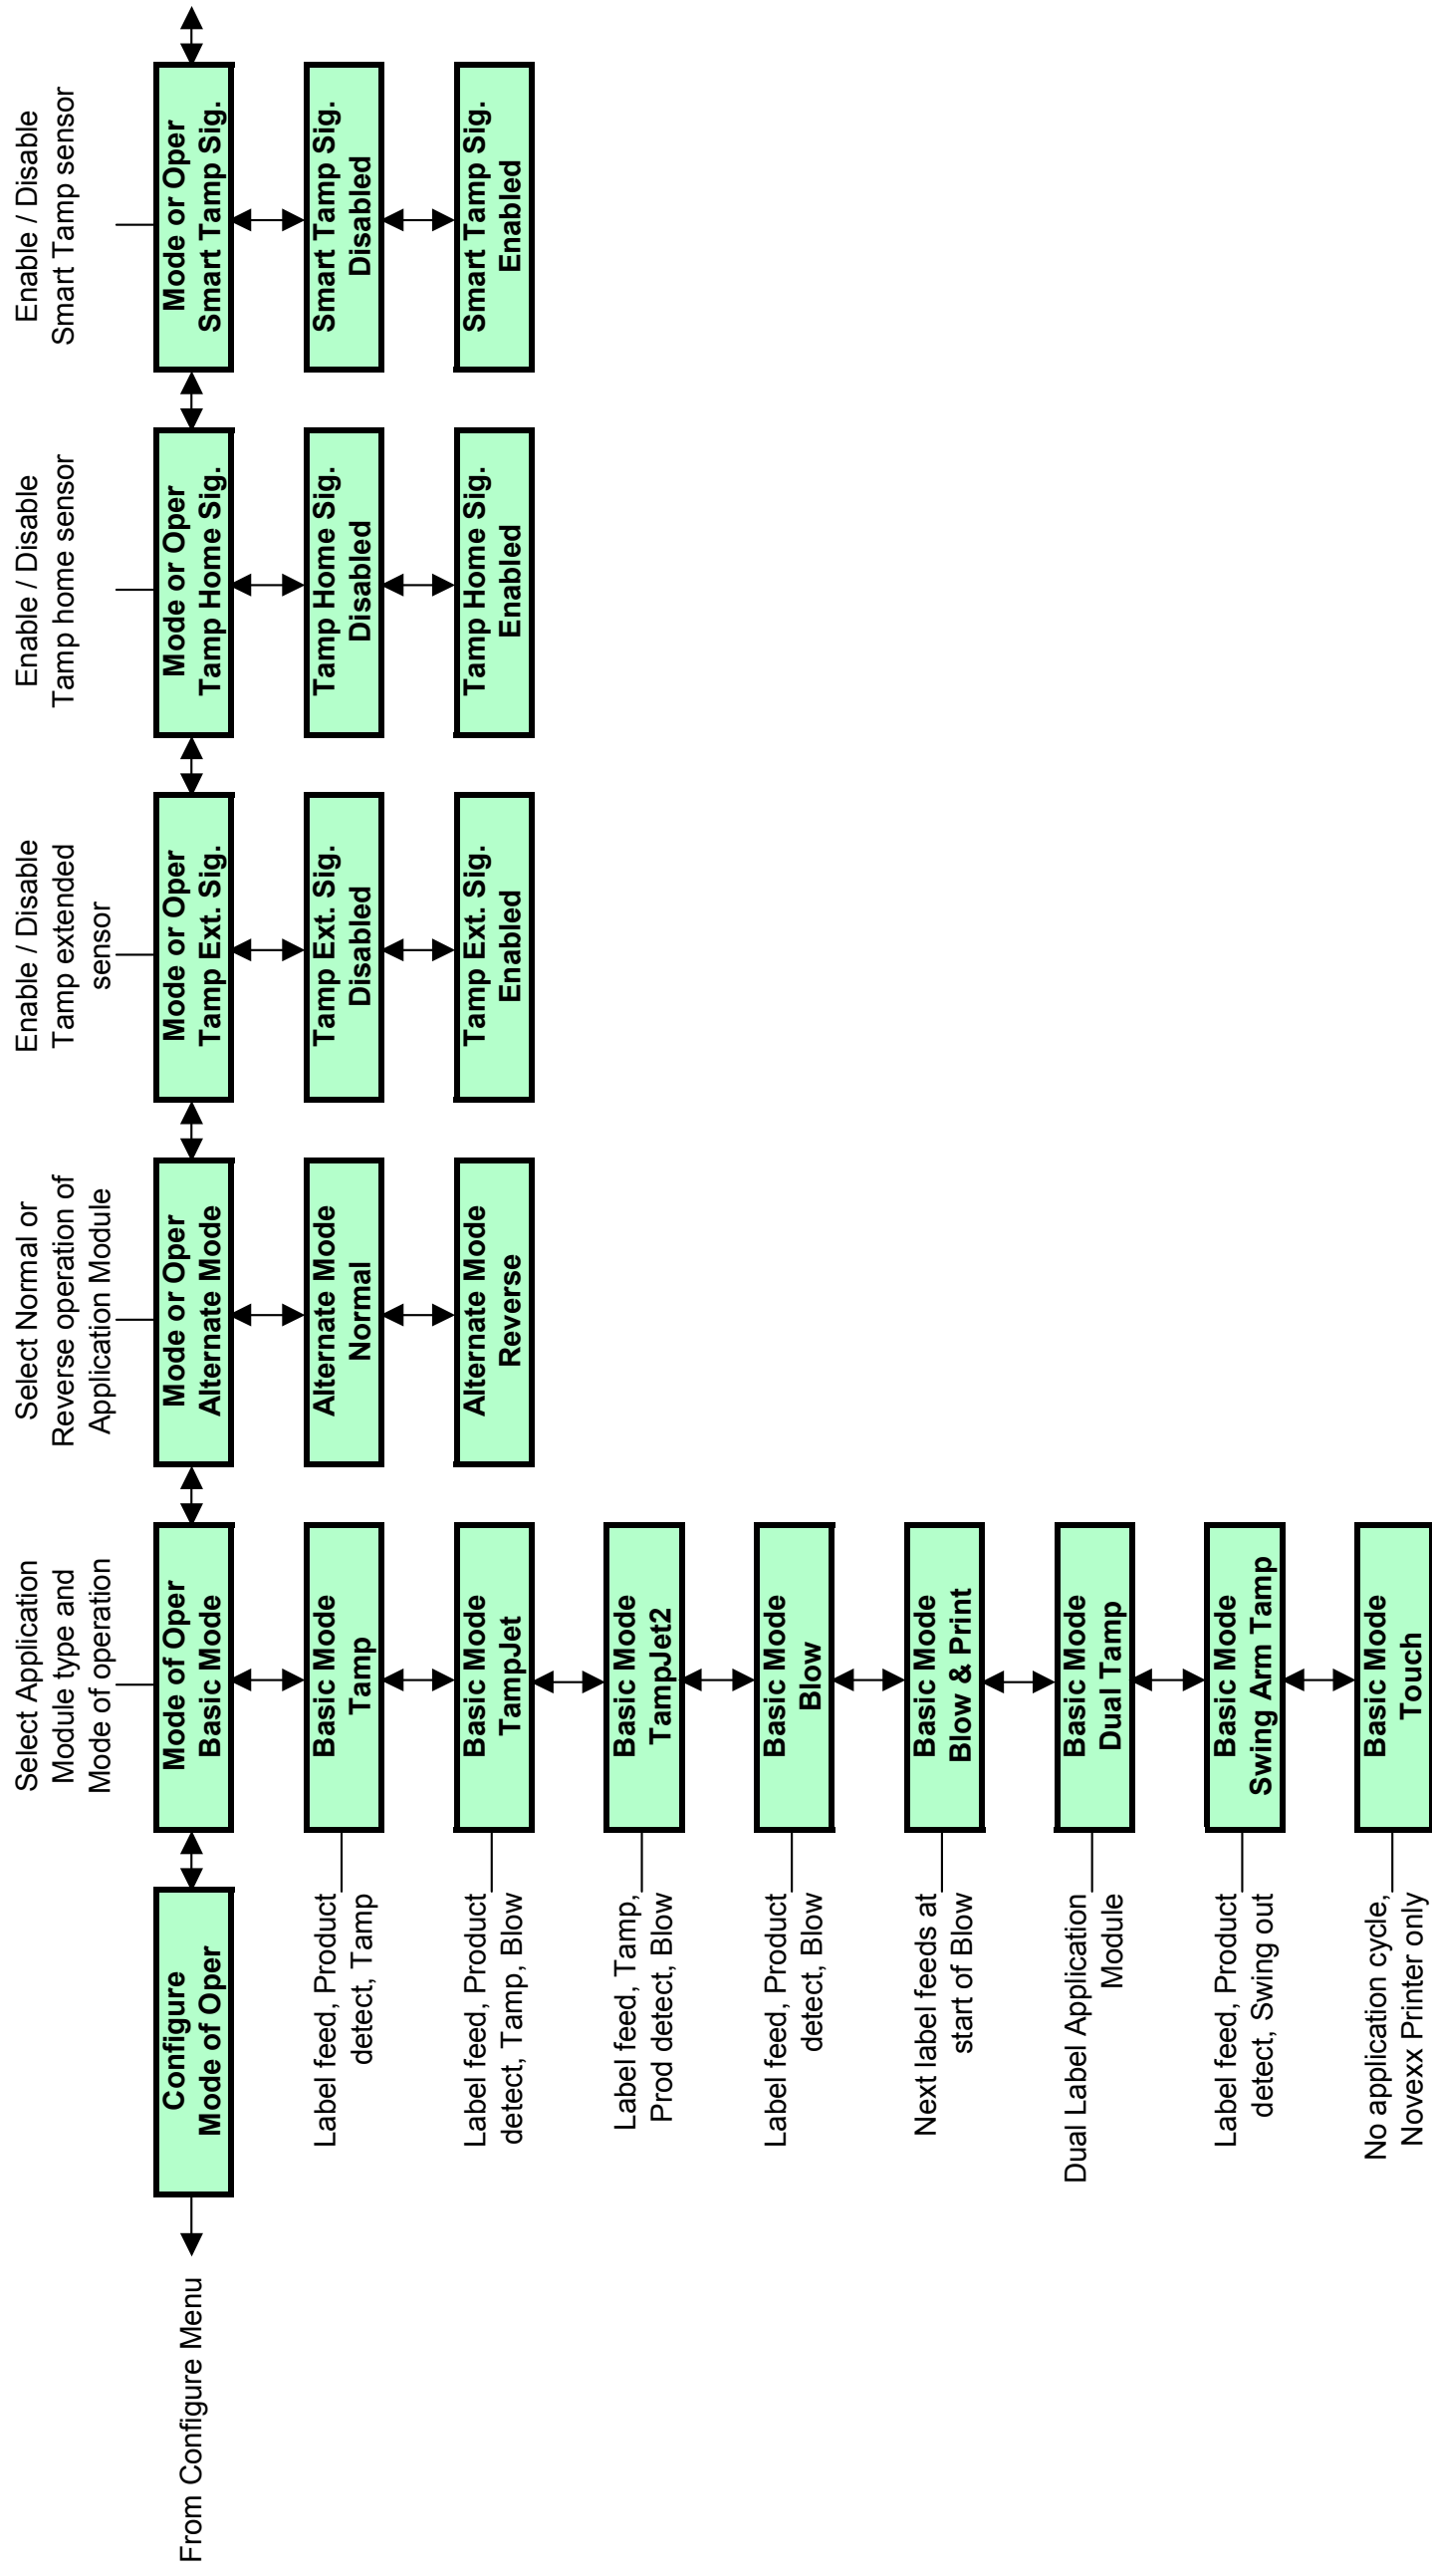 From Configure Menu
Configure
Mode of Oper
Select Application
Module type and
Mode of operation
Mode of Oper
Basic Mode
Select Normal or
Reverse operation of
Application Module
Mode or Oper
Alternate Mode
Enable / Disable
Tamp extended
sensor
Mode or Oper
Tamp Ext. Sig.
Enable / Disable
Tamp home sensor
Mode or Oper
Tamp Home Sig.
Enable / Disable
Smart Tamp sensor
Mode or Oper
Smart Tamp Sig.
Label feed, Product
detect, Tamp
Basic Mode
Tamp
Alternate Mode
Normal
Tamp Ext. Sig.
Disabled
Tamp Home Sig.
Disabled
Smart Tamp Sig.
Disabled
Label feed, Product
detect, Tamp, Blow
Basic Mode
TampJet
Alternate Mode
Reverse
Tamp Ext. Sig.
Enabled
Tamp Home Sig.
Enabled
Smart Tamp Sig.
Enabled
Label feed, Tamp,
Prod detect, Blow
Basic Mode
TampJet2
Label feed, Product
detect, Blow
Basic Mode
Blow
Next label feeds at
start of Blow
Basic Mode
Blow & Print
Dual Label Application
Module
Basic Mode
Dual Tamp
Label feed, Product
detect, Swing out
Basic Mode
Swing Arm Tamp
No application cycle,
Novexx Printer only
Basic Mode
Touch